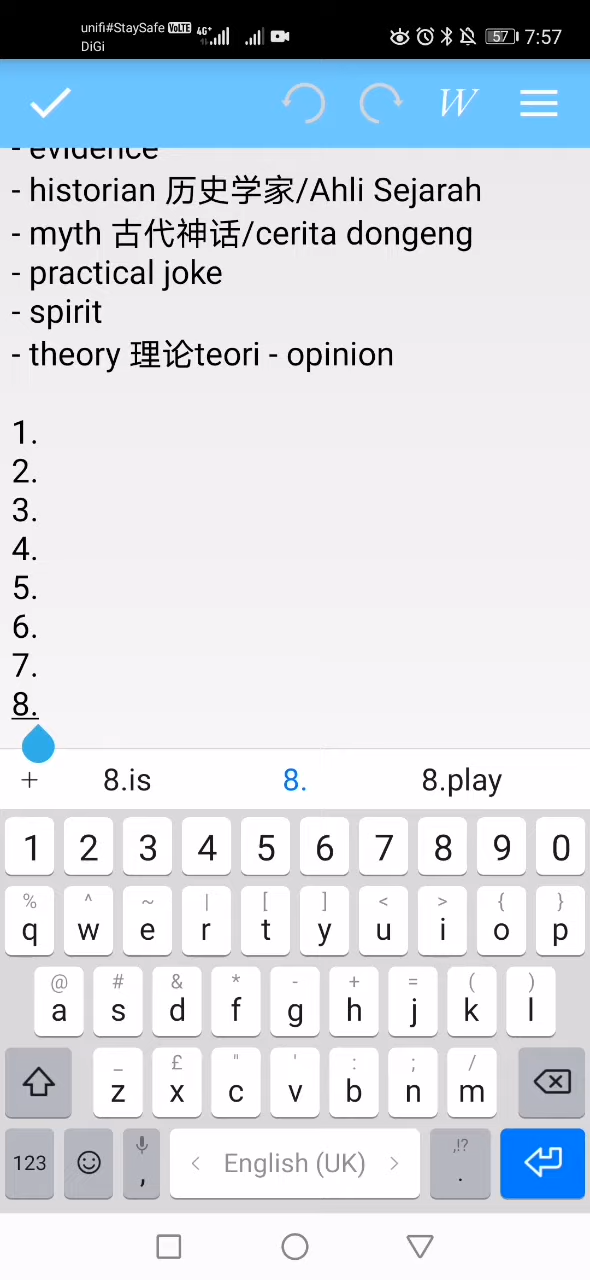 unifi#StaySafe VoLTE 4G+
DiGi
57 7:57
W
- evidence
- historian 历史学家/Ahli Sejarah
- myth 古代神话/cerita dongeng
- practical joke
- spirit
- theory 理论teori - opinion
1.
2.
3.
4.
5.
6.
7.
8.
+ 8.is 8. 8.play
1 2 3 4 5 6 7 8 9 0
% ^ ~ | [ ] < > { }
q w e r t y u i o p
@ # & * - + = ( )
a s d f g h j k l
_ £ " ' : ; /
z x c v b n m
,!?
123 , < English (UK) > .